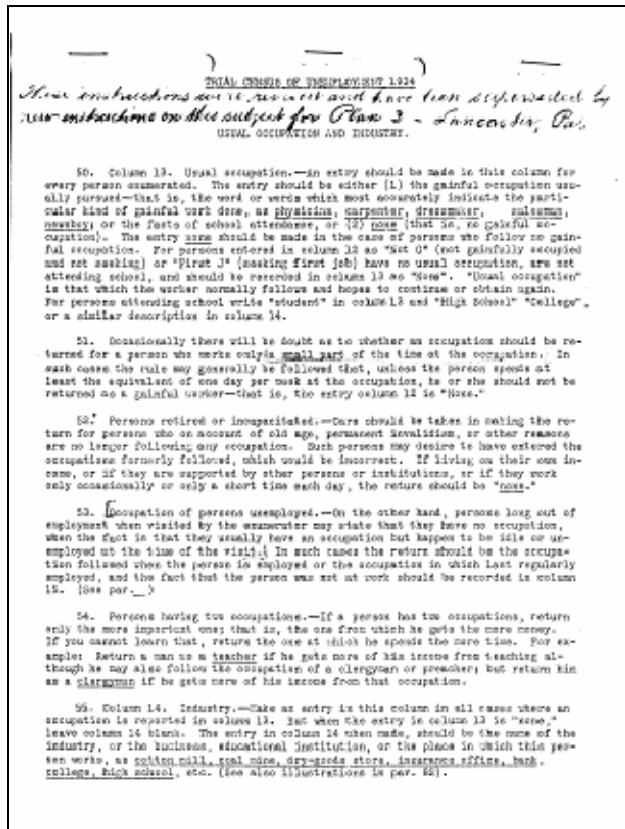 TRIAL CENSUS OF UNEMPLOYMENT 1934
These instructions were revised and have been superseded by
new instructions on this subject for Plan 3 - Lancaster, Pa.
USUAL OCCUPATION AND INDUSTRY.
50. Column 13. Usual occupation.—An entry should be made in this column for
every person enumerated. The entry should be either (1) the gainful occupation usu-
ally pursued—that is, the word or words which most accurately indicate the parti-
cular kind of gainful work done, as physician, carpenter, dressmaker, salesman,
newsboy; or the facts of school attendance, or (2) none (that is, no gainful oc-
cupation). The entry none should be made in the case of persons who follow no gain-
ful occupation. For persons entered in column 12 as "Not O" (not gainfully occupied
and not seeking) or "First J" (seeking first job) have no usual occupation, are not
attending school, and should be recorded in column 13 as "None". "Usual occupation"
is that which the worker normally follows and hopes to continue or obtain again.
For persons attending school write "student" in column 13 and "High School" "College",
or a similar description in column 14.
51. Occasionally there will be doubt as to whether an occupation should be re-
turned for a person who works only a small part of the time at the occupation. In
such cases the rule may generally be followed that, unless the person spends at
least the equivalent of one day per week at the occupation, he or she should not be
returned as a gainful worker—that is, the entry column 12 is "None."
52. Persons retired or incapacitated.—Care should be taken in making the re-
turn for persons who on account of old age, permanent invalidism, or other reasons
are no longer following any occupation. Such persons may desire to have entered the
occupations formerly followed, which would be incorrect. If living on their own in-
come, or if they are supported by other persons or institutions, or if they work
only occasionally or only a short time each day, the return should be "none."
53. Occupation of persons unemployed.—On the other hand, persons long out of
employment when visited by the enumerator may state that they have no occupation,
when the fact is that they usually have an occupation but happen to be idle or un-
employed at the time of the visit. In such cases the return should be the occupa-
tion followed when the person is employed or the occupation in which last regularly
employed, and the fact that the person was not at work should be recorded in column
15. (See par.__)
54. Persons having two occupations.—If a person has two occupations, return
only the more important one; that is, the one from which he gets the more money.
If you cannot learn that, return the one at which he spends the more time. For ex-
ample: Return a man as a teacher if he gets more of his income from teaching al-
though he may also follow the occupation of a clergyman or preacher; but return him
as a clergyman if he gets more of his income from that occupation.
55. Column 14. Industry.—Make an entry in this column in all cases where an
occupation is reported in column 13. But when the entry in column 13 is "none,"
leave column 14 blank. The entry in column 14 when made, should be the name of the
industry, or the business, educational institution, or the place in which this per-
son works, as cotton mill, coal mine, dry-goods store, insurance office, bank,
college, high school, etc. (See also illustrations in par. 62).